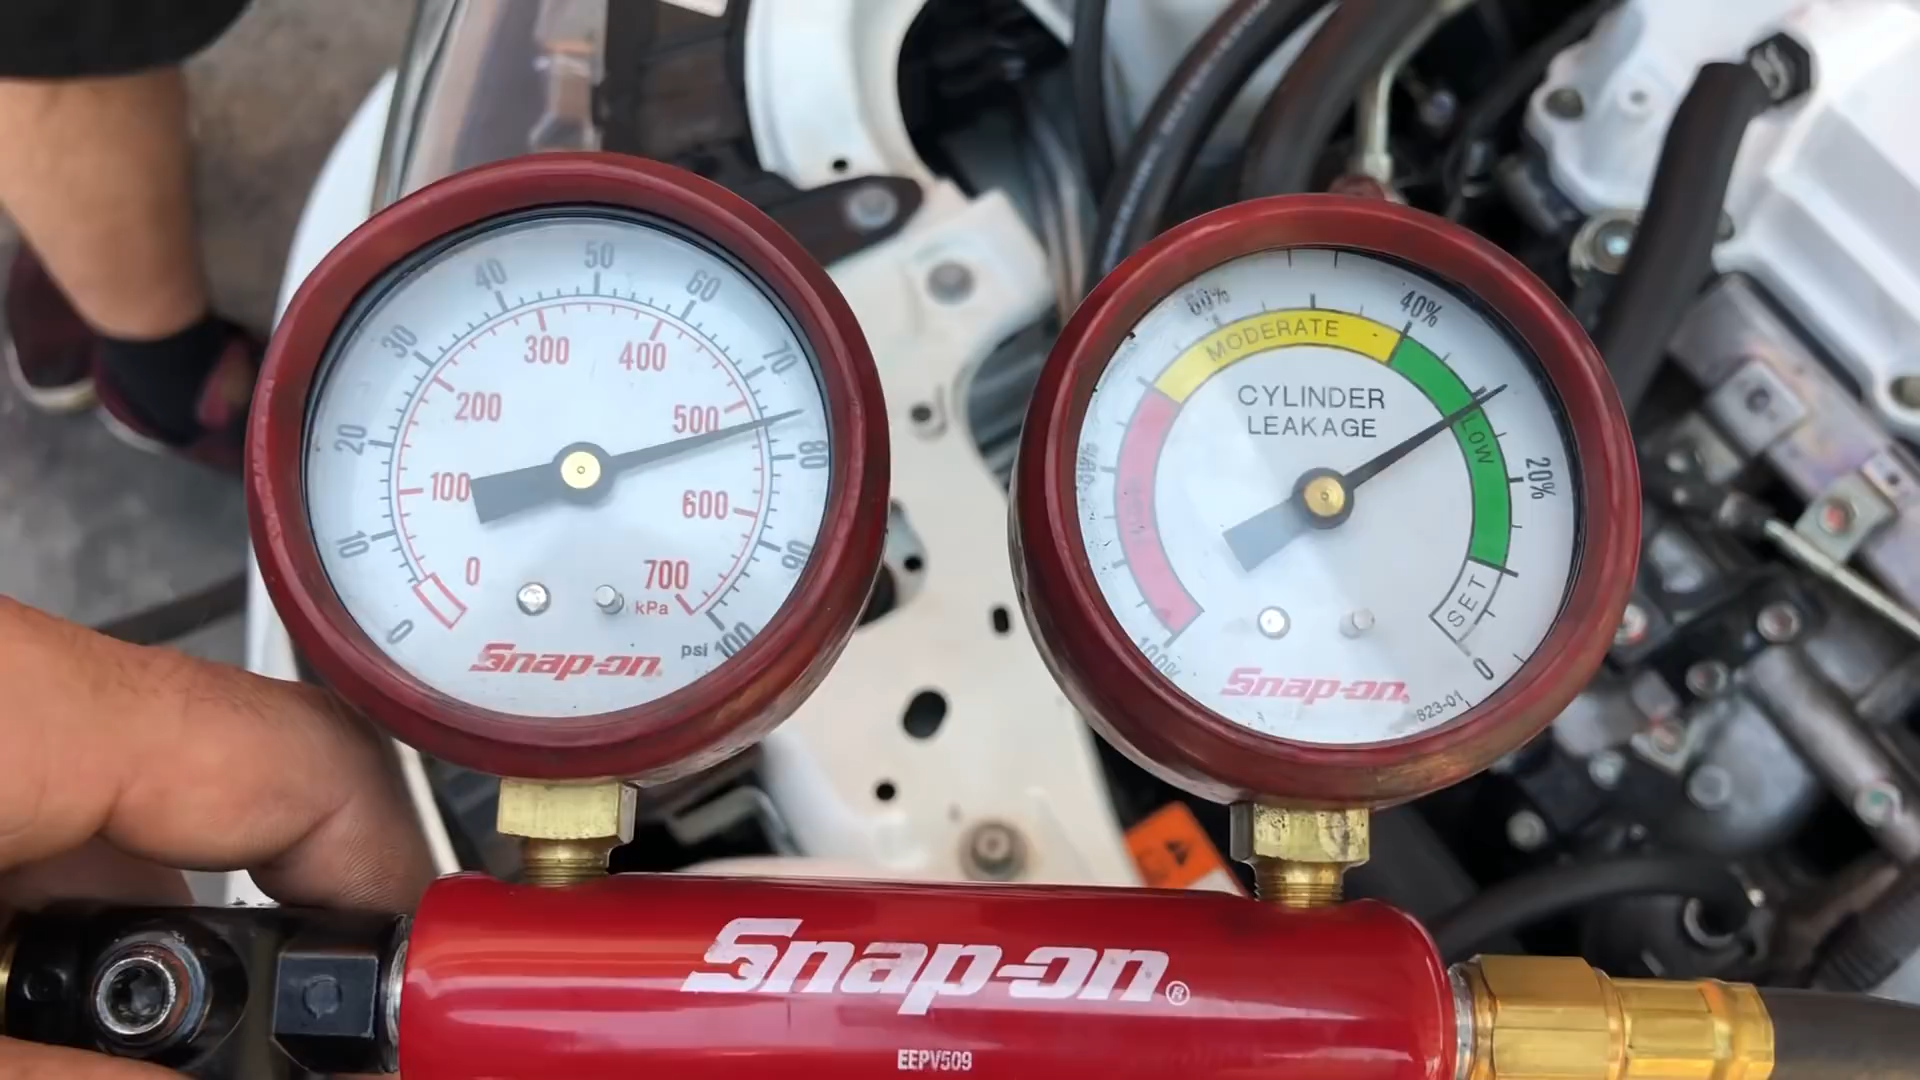 50
40
60
30
70
20
80
10
90
0
100
psi
300
400
200
500
100
600
0
700
kPa
Snap-on
60%
40%
80%
20%
100%
0
MODERATE
LOW
SET
CYLINDER
LEAKAGE
Snap-on®
823-01
Snap-on®
EEPV509